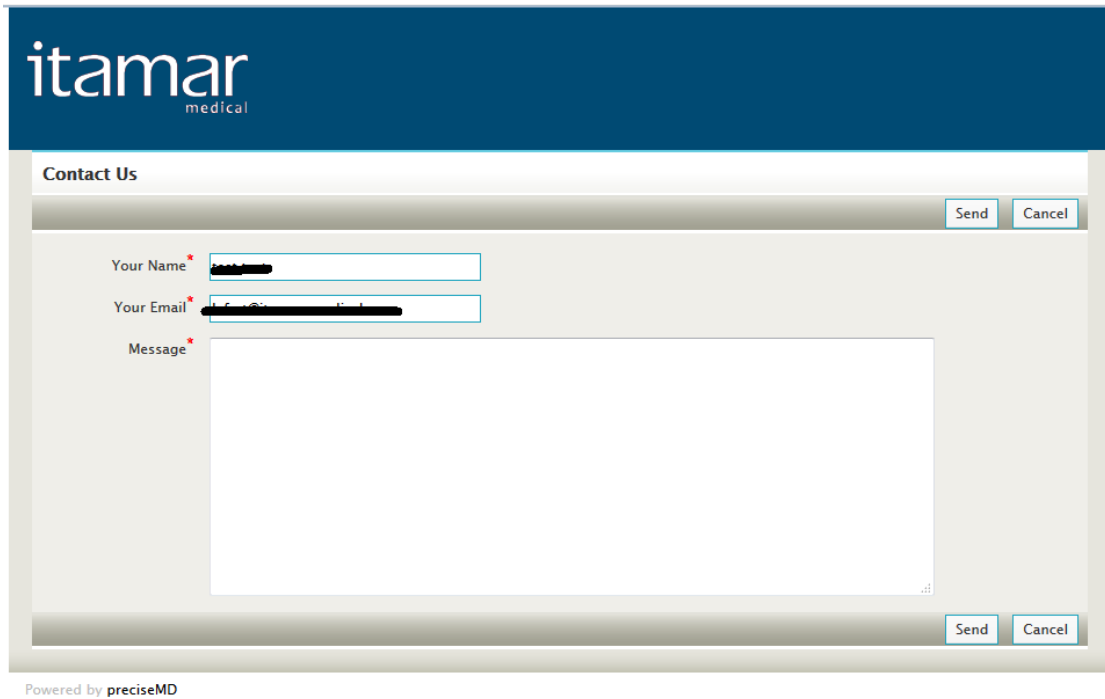 itamar
medical
Contact Us
Send Cancel
Your Name*
Your Email*
Message*
Send Cancel
Powered by preciseMD